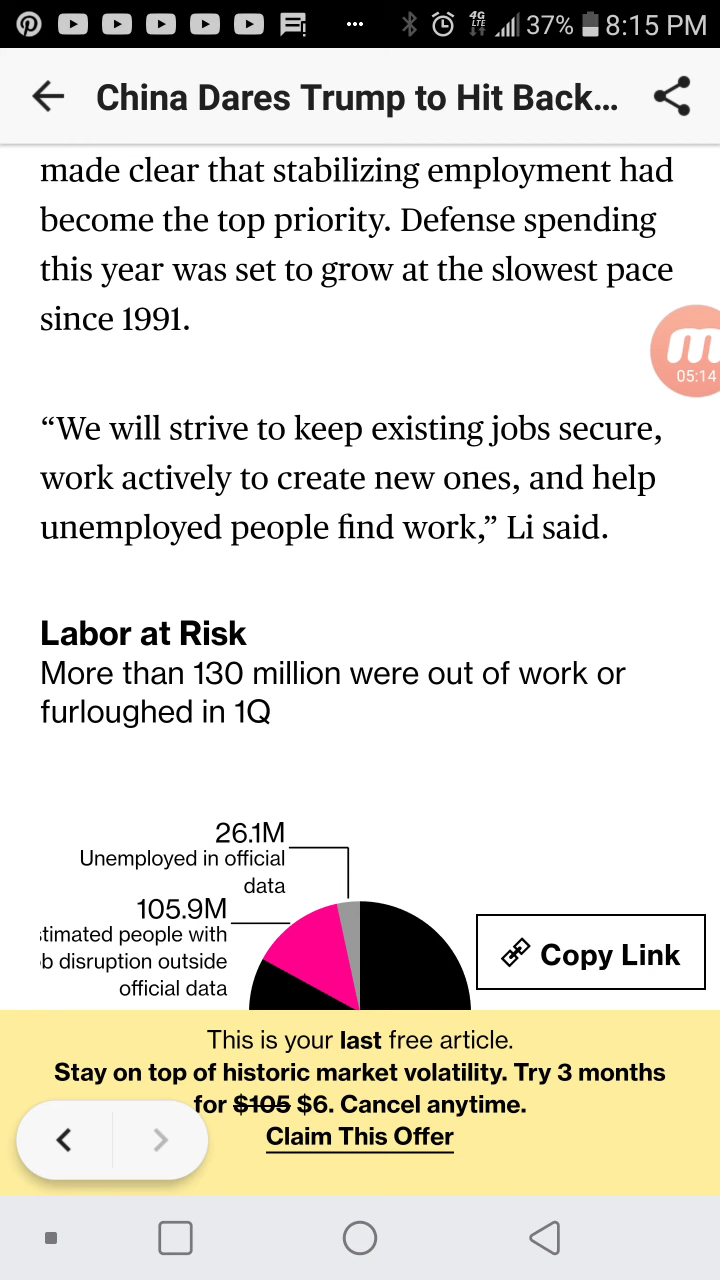 4G
LTE
37%
8:15 PM
China Dares Trump to Hit Back...
made clear that stabilizing employment had
become the top priority. Defense spending
this year was set to grow at the slowest pace
since 1991.
m
05:14
“We will strive to keep existing jobs secure,
work actively to create new ones, and help
unemployed people find work,” Li said.
Labor at Risk
More than 130 million were out of work or
furloughed in 1Q
26.1M
Unemployed in official
data
105.9M
timated people with
b disruption outside
official data
Copy Link
This is your last free article.
Stay on top of historic market volatility. Try 3 months
for $105 $6. Cancel anytime.
Claim This Offer